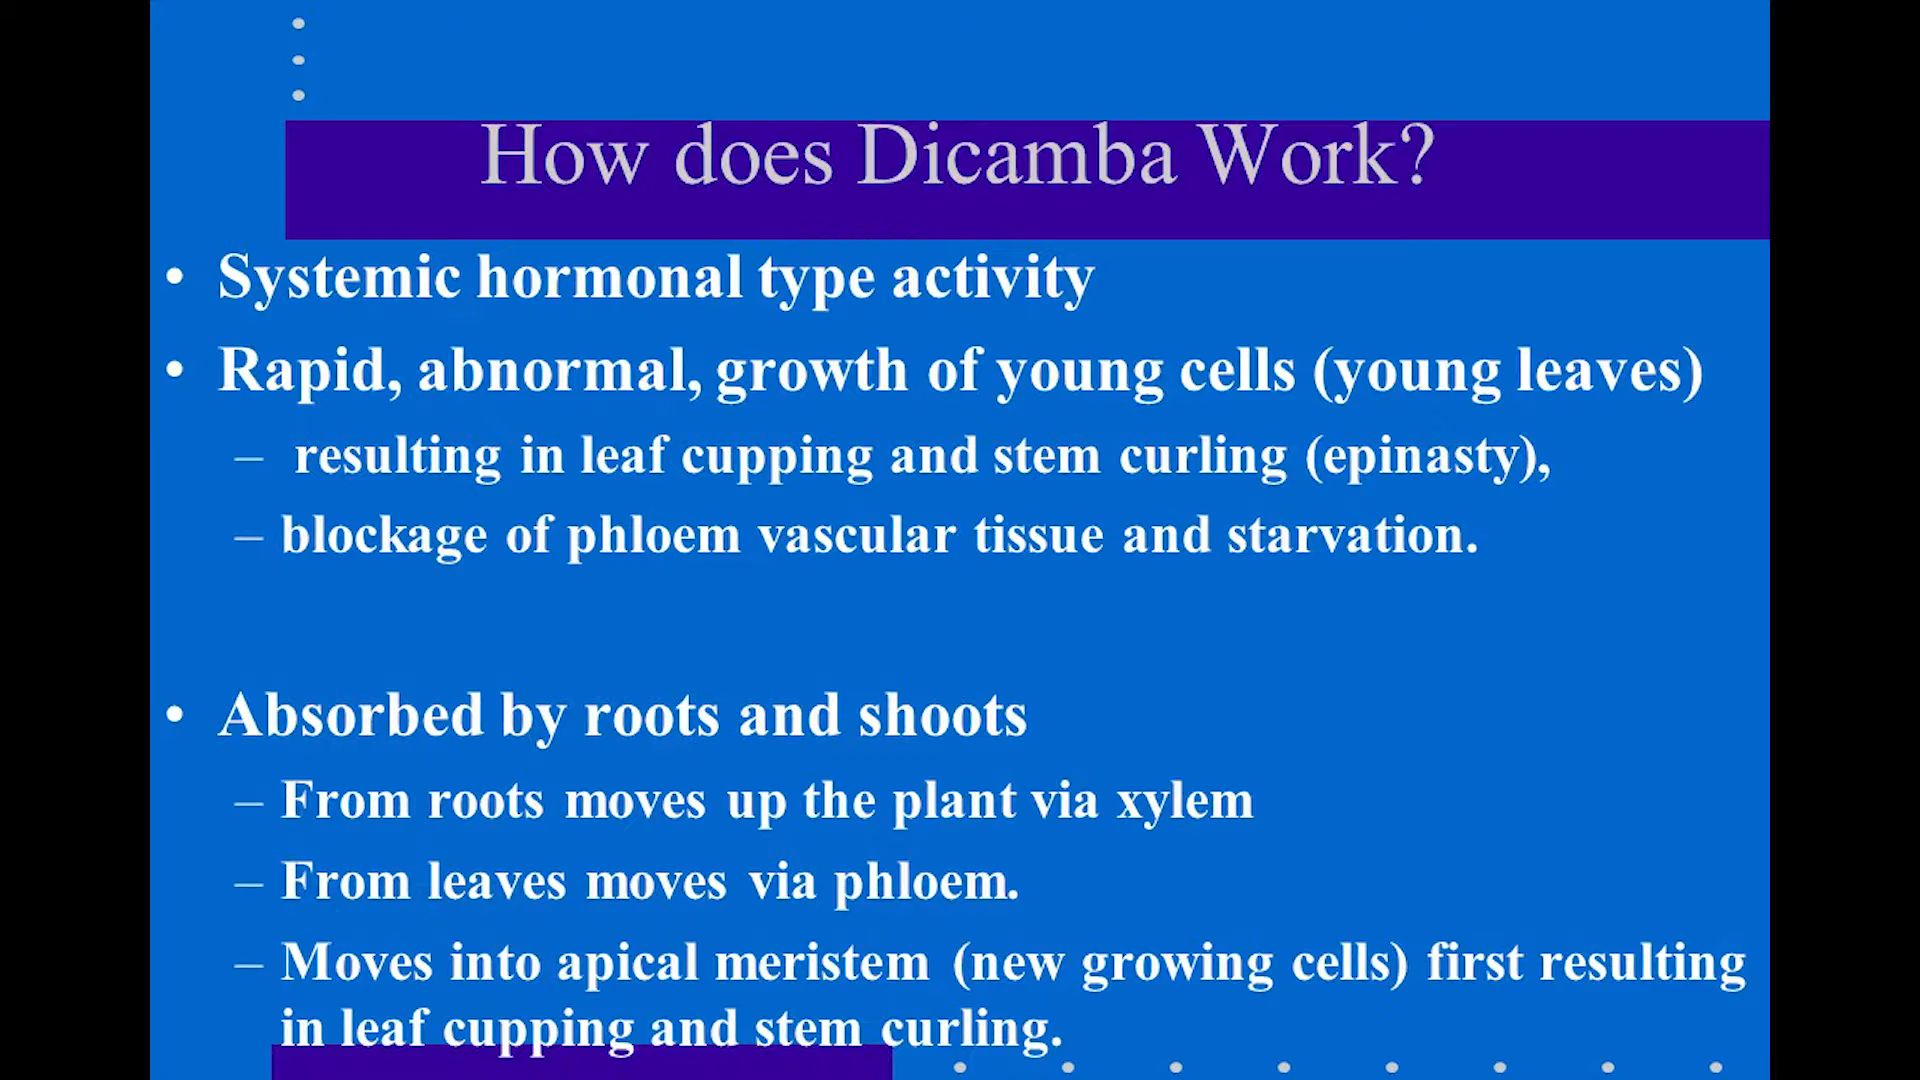 How does Dicamba Work?
• Systemic hormonal type activity
• Rapid, abnormal, growth of young cells (young leaves)
– resulting in leaf cupping and stem curling (epinasty),
– blockage of phloem vascular tissue and starvation.
• Absorbed by roots and shoots
– From roots moves up the plant via xylem
– From leaves moves via phloem.
– Moves into apical meristem (new growing cells) first resulting
in leaf cupping and stem curling.